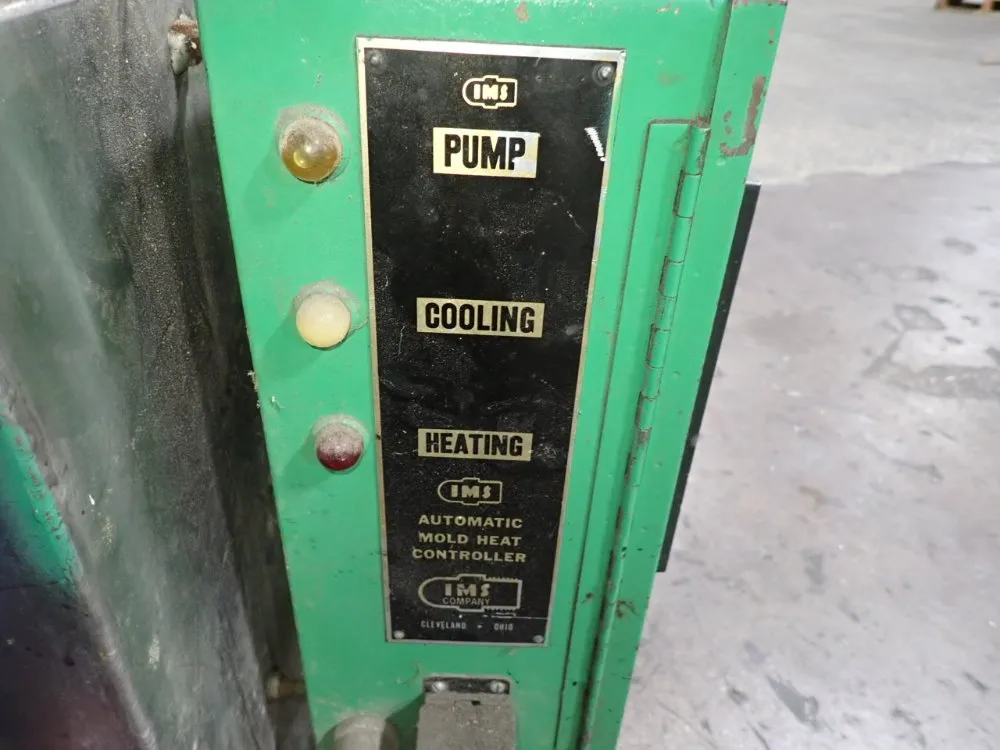 IMS
PUMP
COOLING
HEATING
IMS
AUTOMATIC
MOLD HEAT
CONTROLLER
IMS
COMPANY
CLEVELAND - OHIO